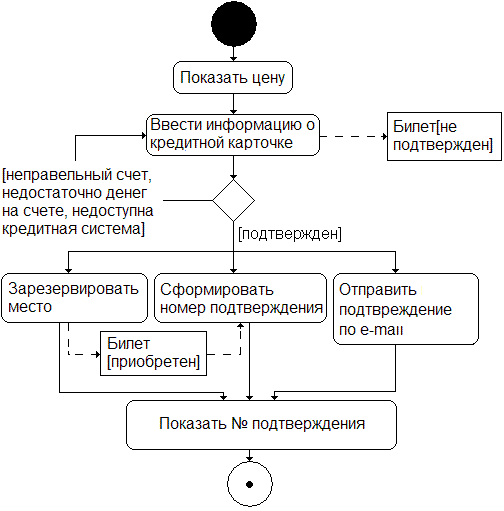 Показать цену
Ввести информацию о
кредитной карточке
Билет[не
подтвержден]
[неправельный счет,
недостаточно денег
на счете, недоступна
кредитная система]
[подтвержден]
Зарезервировать
место
Сформировать
номер подтверждения
Отправить
подтвреждение
по e-mail
Билет
[приобретен]
Показать № подтверждения